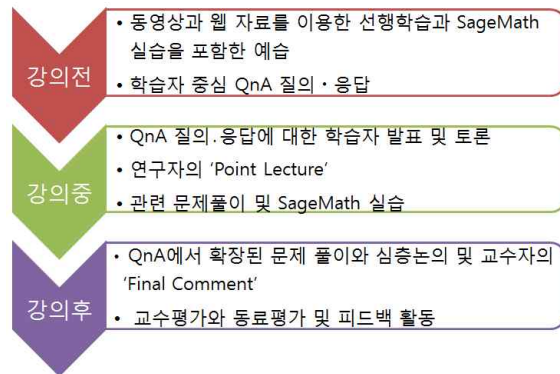 강의전
• 동영상과 웹 자료를 이용한 선행학습과 SageMath
실습을 포함한 예습
• 학습자 중심 QnA 질의・응답
강의중
• QnA 질의.응답에 대한 학습자 발표 및 토론
• 연구자의 ‘Point Lecture’
• 관련 문제풀이 및 SageMath 실습
강의후
• QnA에서 확장된 문제 풀이와 심층논의 및 교수자의
‘Final Comment’
• 교수평가와 동료평가 및 피드백 활동